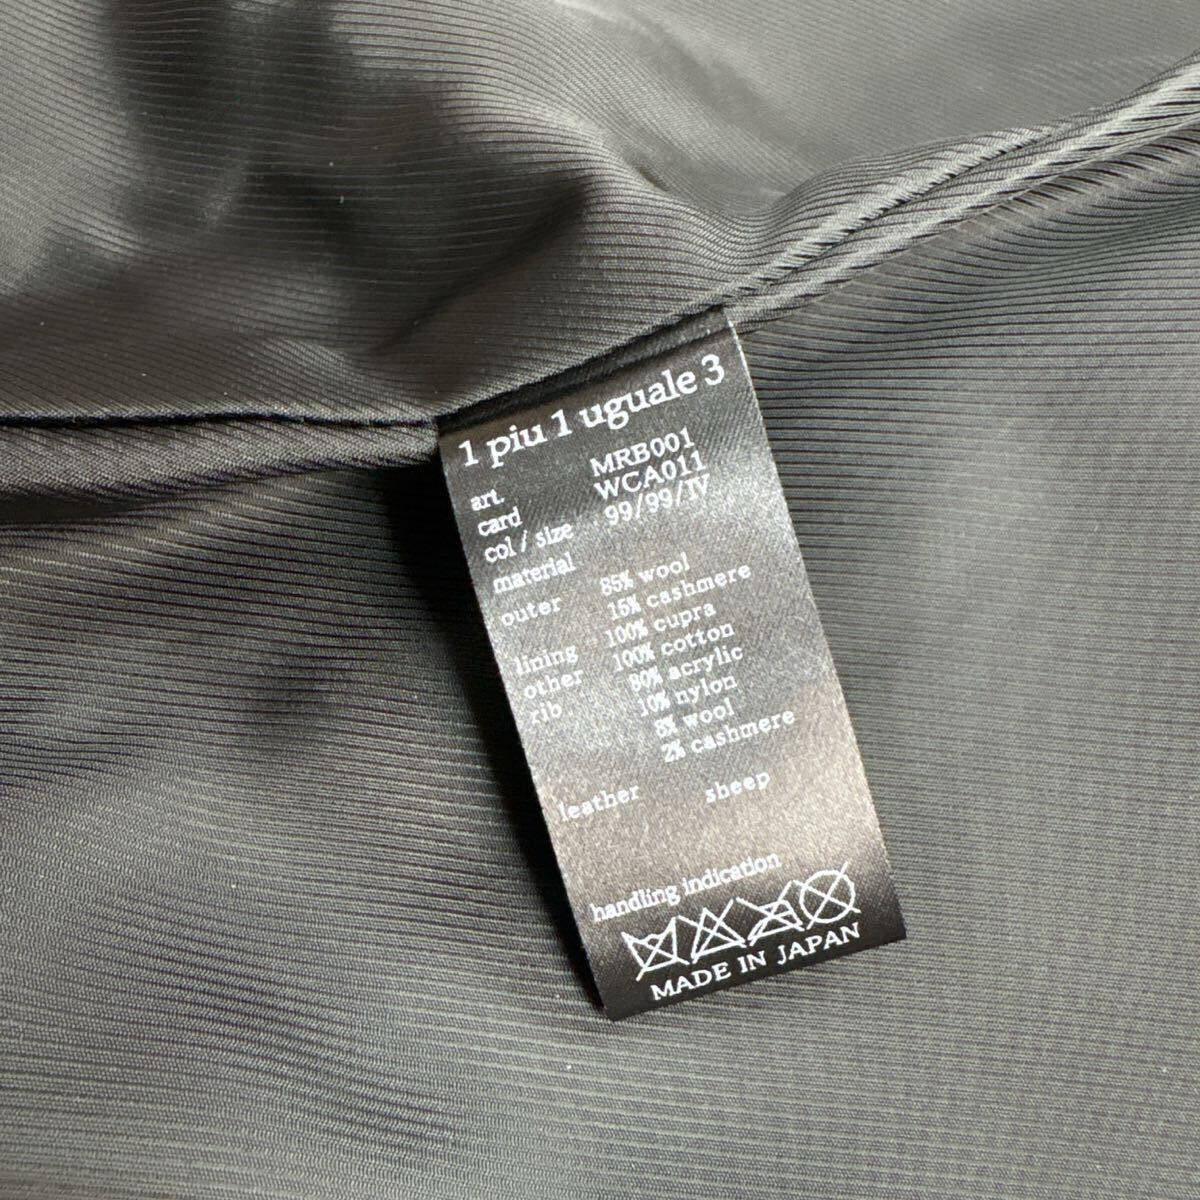 1 piu 1 uguale 3
art. MRB001
card WCA011
col / size 99/99/IV
material
outer 85% wool
15% cashmere
lining 100% cupra
other 100% cotton
rib 80% acrylic
10% nylon
8% wool
2% cashmere
leather sheep
handling indication
MADE IN JAPAN